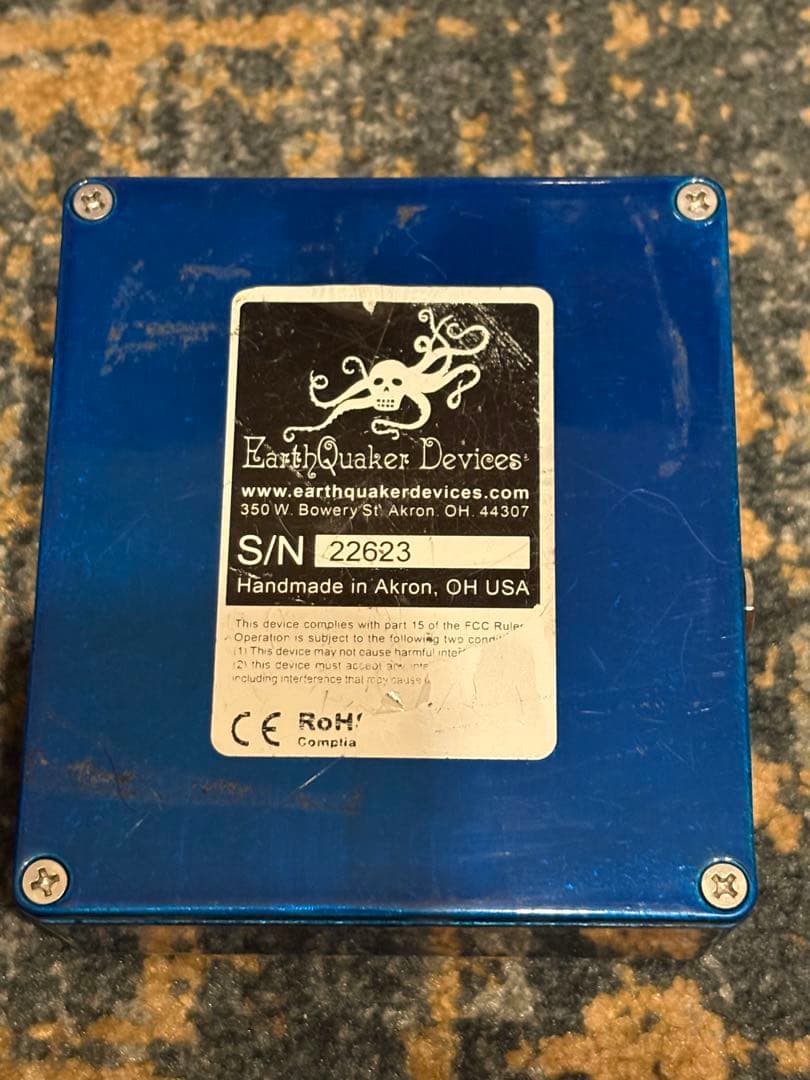 EarthQuaker Devices
www.earthquakerdevices.com
350 W. Bowery St. Akron. OH. 44307
S/N 22623
Handmade in Akron, OH USA
This device complies with part 15 of the FCC
Operation is subject to the following two
(1) This device may not cause harmful
(2) this device must accept any
including interference that may cause
CE RoHS